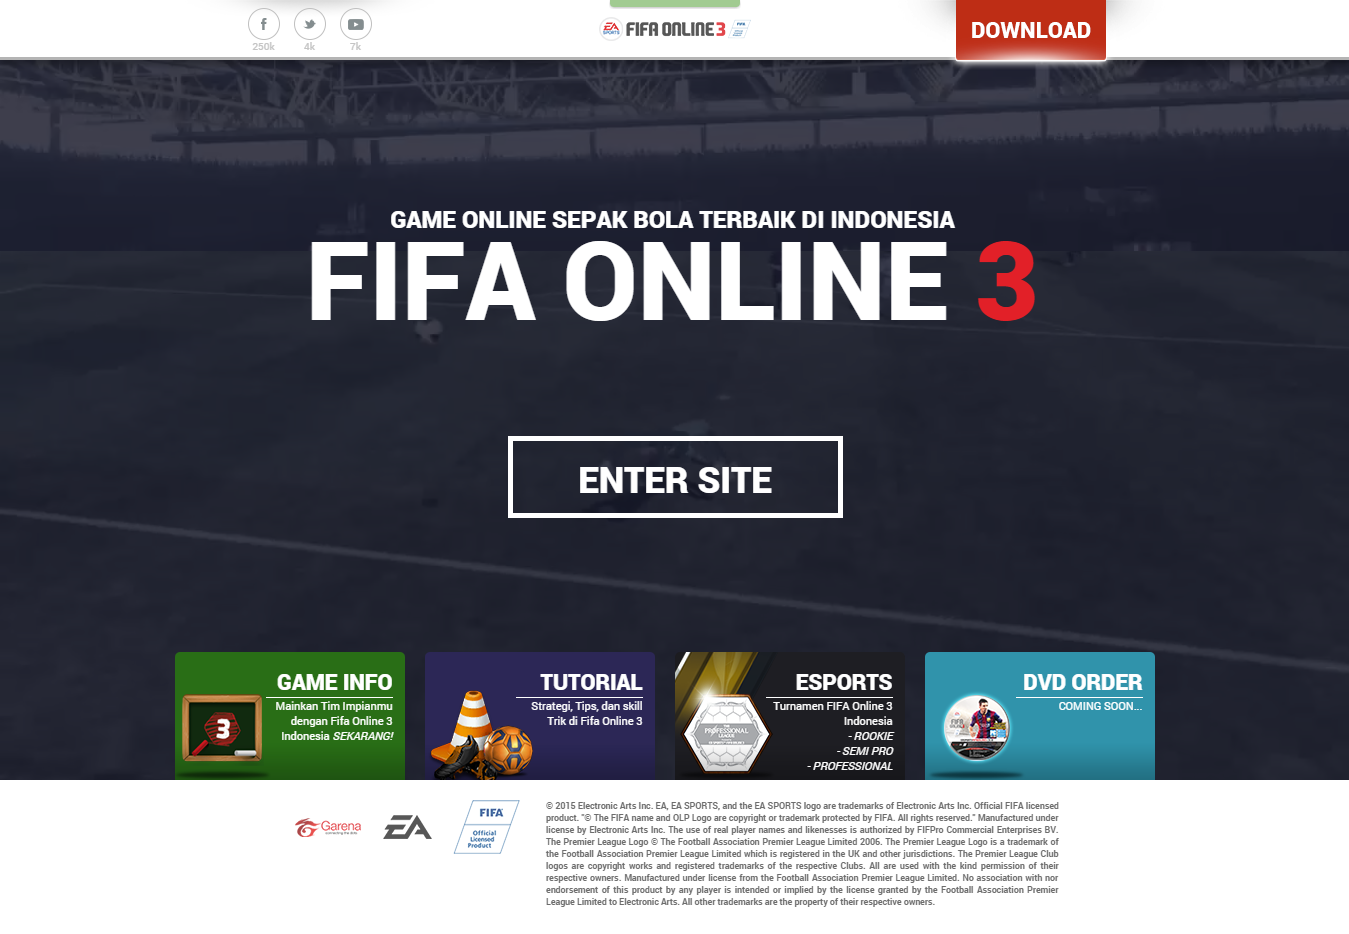 250k
4k
7k
EA SPORTS
FIFA ONLINE 3
DOWNLOAD
GAME ONLINE SEPAK BOLA TERBAIK DI INDONESIA
FIFA ONLINE 3
ENTER SITE
GAME INFO
Mainkan Tim Impianmu
dengan Fifa Online 3
Indonesia SEKARANG!
3
TUTORIAL
Strategi, Tips, dan skill
Trik di Fifa Online 3
ESPORTS
Turnamen FIFA Online 3
Indonesia
- ROOKIE
- SEMI PRO
- PROFESSIONAL
THE
PROFESSIONAL
LEAGUE
DVD ORDER
COMING SOON...
Garena
EA
FIFA
Official
Licensed
Product
© 2015 Electronic Arts Inc. EA, EA SPORTS, and the EA SPORTS logo are trademarks of Electronic Arts Inc. Official FIFA licensed
product. "© The FIFA name and OLP Logo are copyright or trademark protected by FIFA. All rights reserved." Manufactured under
license by Electronic Arts Inc. The use of real player names and likenesses is authorized by FIFPro Commercial Enterprises BV.
The Premier League Logo © The Football Association Premier League Limited 2006. The Premier League Logo is a trademark of
the Football Association Premier League Limited which is registered in the UK and other jurisdictions. The Premier League Club
logos are copyright works and registered trademarks of the respective Clubs. All are used with the kind permission of their
respective owners. Manufactured under license from the Football Association Premier League Limited. No association with nor
endorsement of this product by any player is intended or implied by the license granted by the Football Association Premier
League Limited to Electronic Arts. All other trademarks are the property of their respective owners.